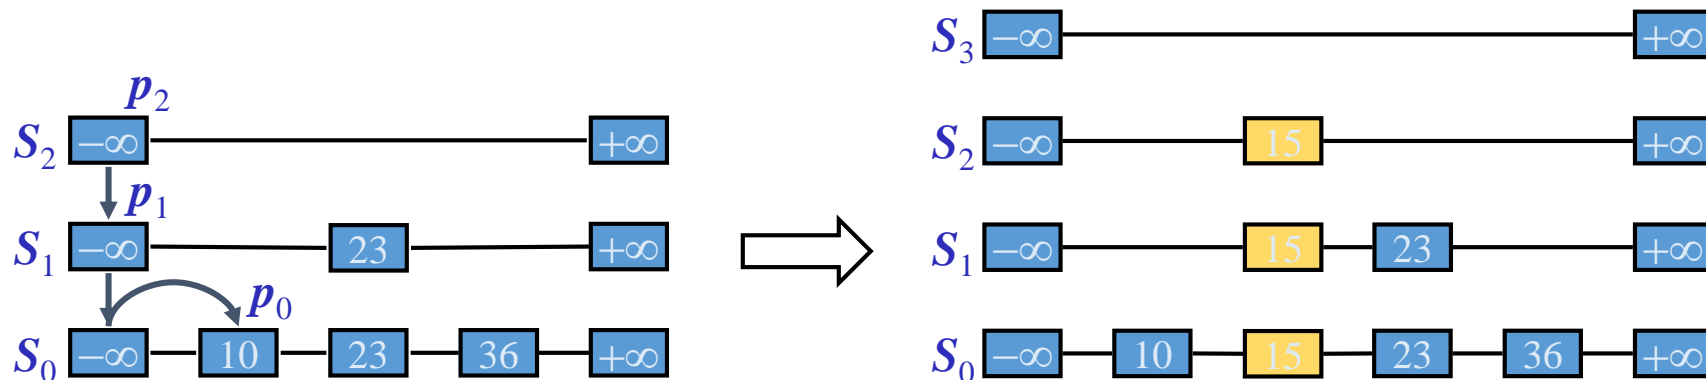 p₂
S₂ −∞ +∞
p₁
S₁ −∞ 23 +∞
p₀
S₀ −∞ 10 23 36 +∞
S₃ −∞ +∞
S₂ −∞ 15 +∞
S₁ −∞ 15 23 +∞
S₀ −∞ 10 15 23 36 +∞